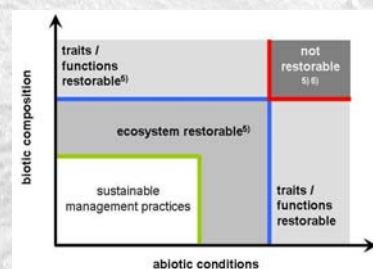 traits /
functions
restorable⁵⁾
not
restorable
5) 6)
ecosystem restorable⁵⁾
sustainable
management practices
traits /
functions
restorable
biotic composition
abiotic conditions